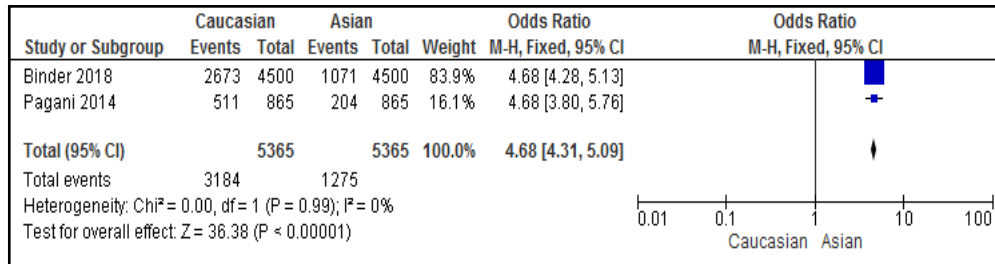 Caucasian Asian Odds Ratio Odds Ratio
Study or Subgroup Events Total Events Total Weight M-H, Fixed, 95% CI M-H, Fixed, 95% CI
Binder 2018 2673 4500 1071 4500 83.9% 4.68 [4.28, 5.13]
Pagani 2014 511 865 204 865 16.1% 4.68 [3.80, 5.76]
Total (95% CI) 5365 5365 100.0% 4.68 [4.31, 5.09]
Total events 3184 1275
Heterogeneity: Chi² = 0.00, df = 1 (P = 0.99); I² = 0%
Test for overall effect: Z = 36.38 (P < 0.00001)
0.01 0.1 1 10 100
Caucasian Asian